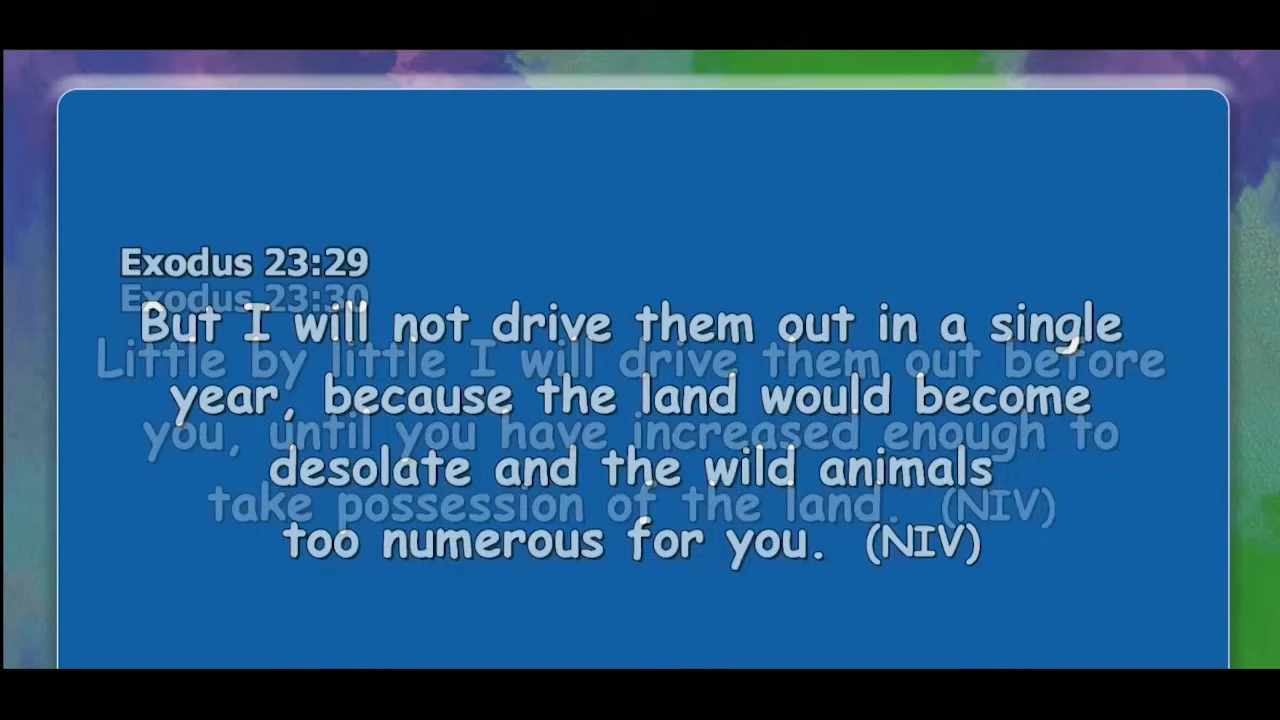 Exodus 23:29
But I will not drive them out in a single
year, because the land would become
desolate and the wild animals
too numerous for you. (NIV)
Exodus 23:30
Little by little I will drive them out before
you, until you have increased enough to
take possession of the land. (NIV)